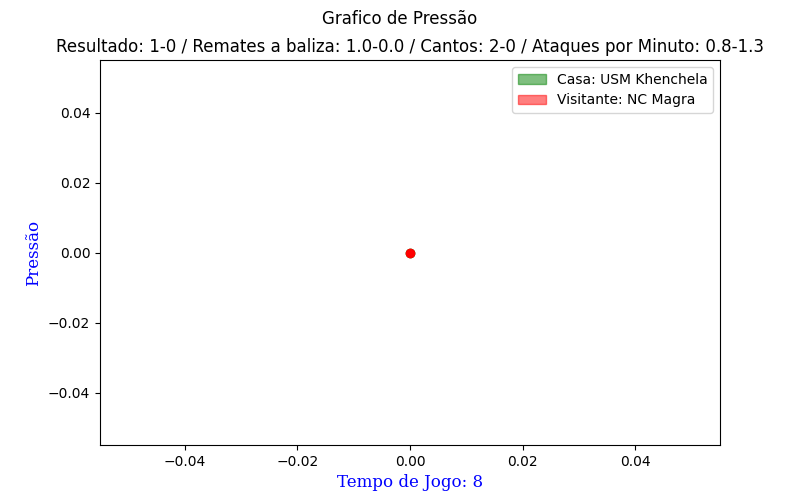 Grafico de Pressão
Resultado: 1-0 / Remates a baliza: 1.0-0.0 / Cantos: 2-0 / Ataques por Minuto: 0.8-1.3
Casa: USM Khenchela
Visitante: NC Magra
0.04
0.02
0.00
−0.02
−0.04
Pressão
−0.04 −0.02 0.00 0.02 0.04
Tempo de Jogo: 8